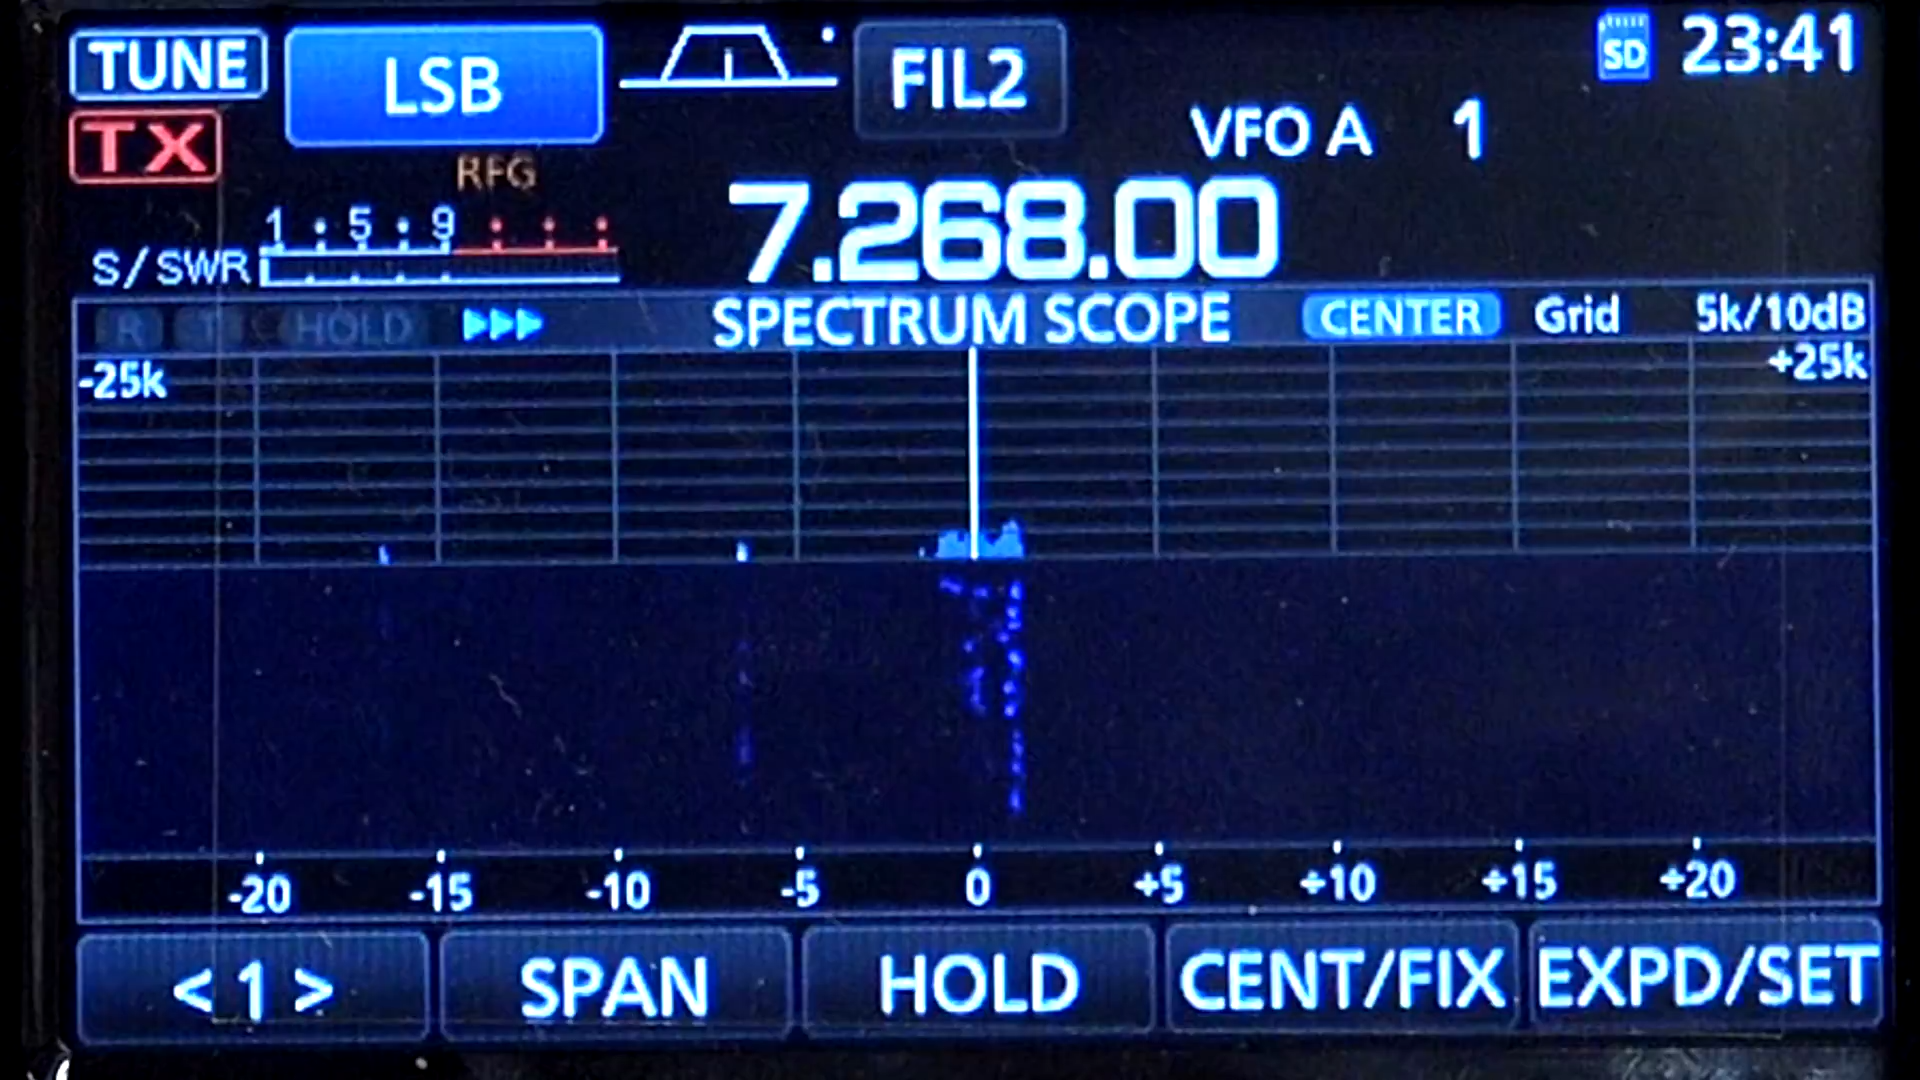 TUNE LSB FIL2 SD 23:41
TX VFO A 1
RFG
7.268.00
1 5 9
S/SWR
R T HOLD SPECTRUM SCOPE CENTER Grid 5k/10dB
-25k +25k
-20 -15 -10 -5 0 +5 +10 +15 +20
< 1 > SPAN HOLD CENT/FIX EXPD/SET